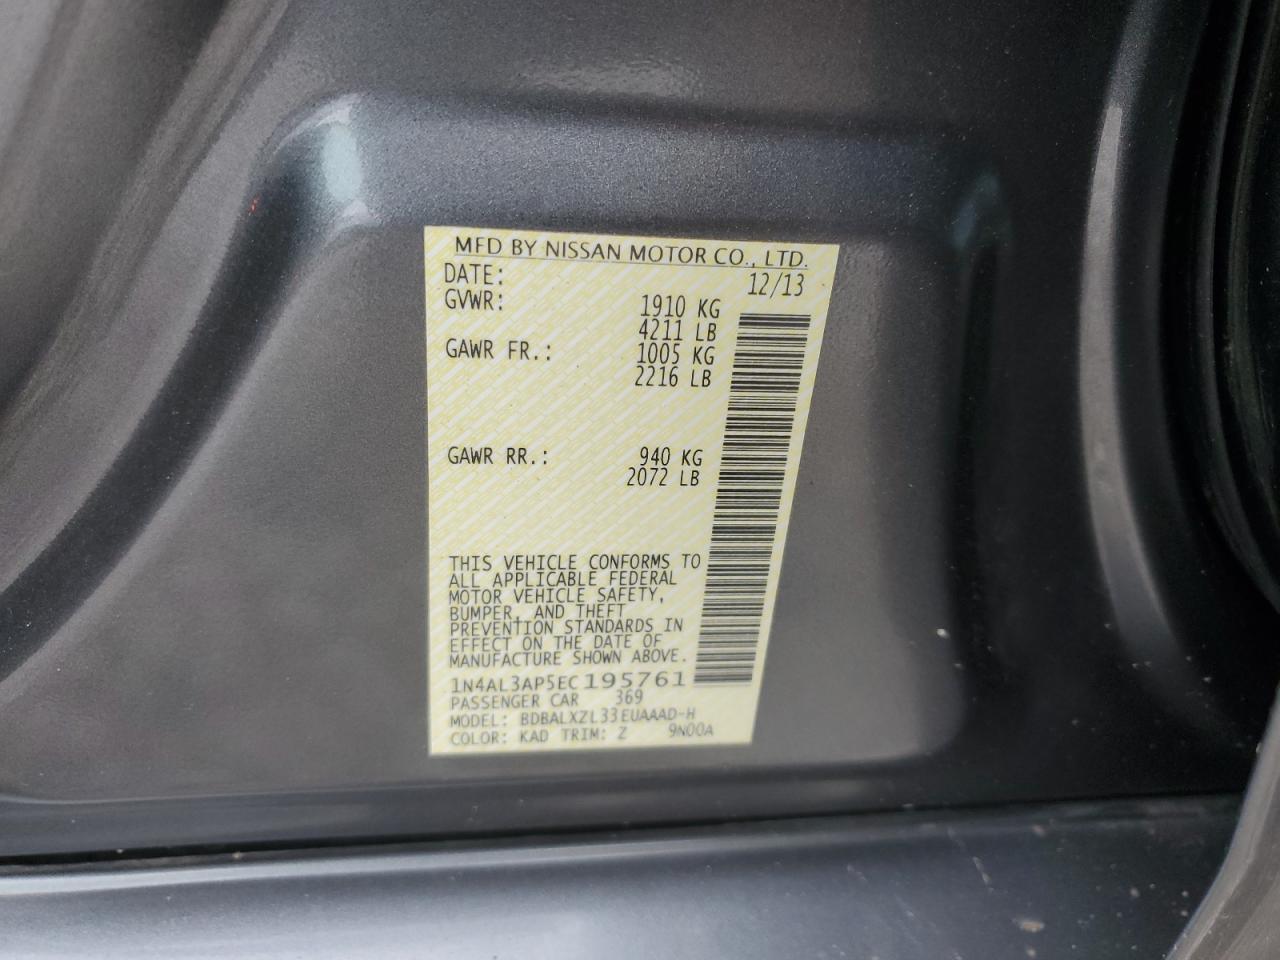 MFD BY NISSAN MOTOR CO., LTD.
DATE: 12/13
GVWR: 1910 KG
4211 LB
GAWR FR.: 1005 KG
2216 LB
GAWR RR.: 940 KG
2072 LB
THIS VEHICLE CONFORMS TO
ALL APPLICABLE FEDERAL
MOTOR VEHICLE SAFETY,
BUMPER, AND THEFT
PREVENTION STANDARDS IN
EFFECT ON THE DATE OF
MANUFACTURE SHOWN ABOVE.
1N4AL3AP5EC195761
PASSENGER CAR 369
MODEL: BDBALXZL33EUAAAD-H
COLOR: KAD TRIM: Z 9N00A